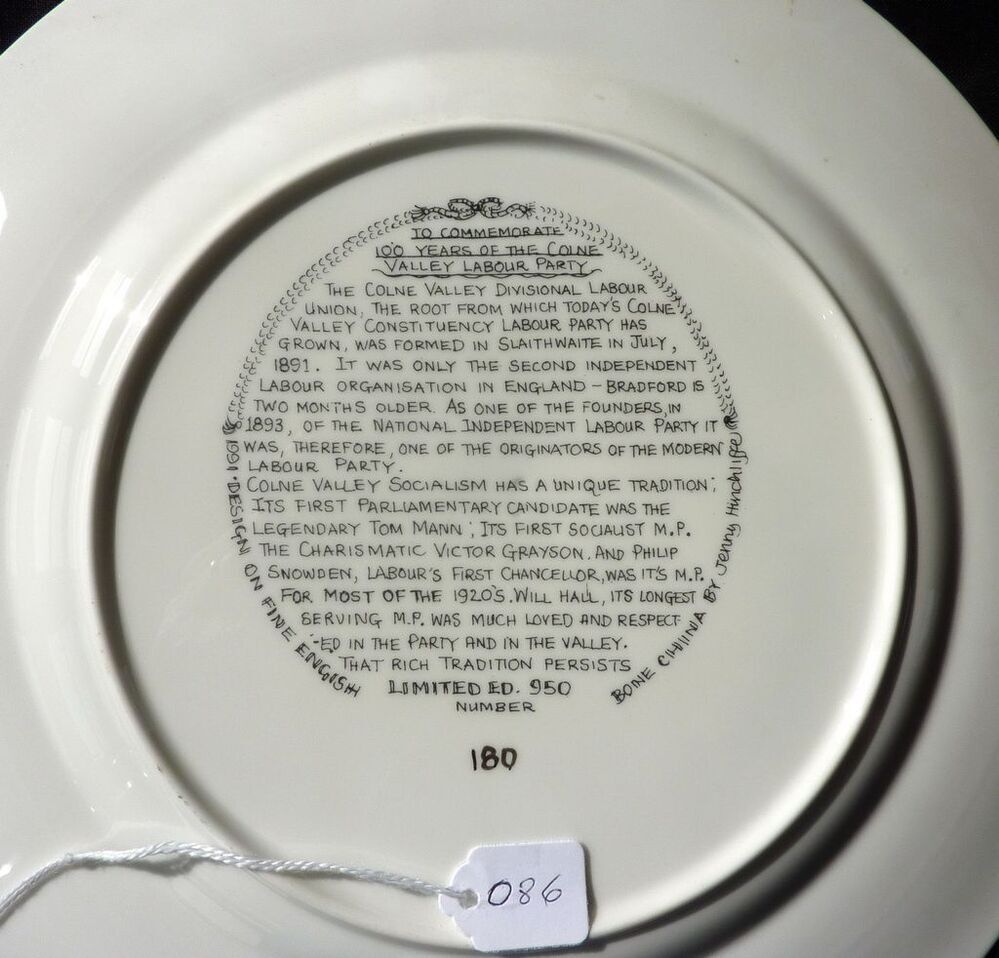 TO COMMEMORATE
100 YEARS OF THE COLNE
VALLEY LABOUR PARTY
THE COLNE VALLEY DIVISIONAL LABOUR
UNION, THE ROOT FROM WHICH TODAY'S COLNE
VALLEY CONSTITUENCY LABOUR PARTY HAS
GROWN, WAS FORMED IN SLAITHWAITE IN JULY,
1891. IT WAS ONLY THE SECOND INDEPENDENT
LABOUR ORGANISATION IN ENGLAND - BRADFORD IS
TWO MONTHS OLDER. AS ONE OF THE FOUNDERS, IN
1893, OF THE NATIONAL INDEPENDENT LABOUR PARTY IT
WAS, THEREFORE, ONE OF THE ORIGINATORS OF THE MODERN
LABOUR PARTY.
COLNE VALLEY SOCIALISM HAS A UNIQUE TRADITION;
ITS FIRST PARLIAMENTARY CANDIDATE WAS THE
LEGENDARY TOM MANN; ITS FIRST SOCIALIST M.P.
THE CHARISMATIC VICTOR GRAYSON. AND PHILIP
SNOWDEN, LABOUR'S FIRST CHANCELLOR, WAS IT'S M.P.
FOR MOST OF THE 1920'S. WILL HALL, ITS LONGEST
SERVING M.P. WAS MUCH LOVED AND RESPECT-
-ED IN THE PARTY AND IN THE VALLEY.
THAT RICH TRADITION PERSISTS
LIMITED ED. 950
NUMBER
180
1991. DESIGN ON FINE ENGLISH BONE CHINA BY Jenny Hinchliffe
086